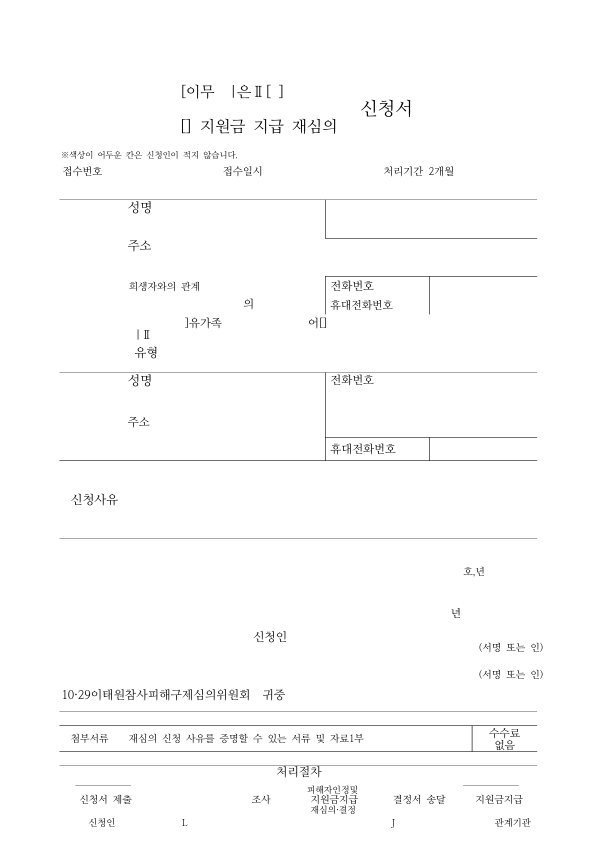 [이무 |은Ⅱ[ ]
신청서
[] 지원금 지급 재심의
※색상이 어두운 칸은 신청인이 적지 않습니다.
접수번호 접수일시 처리기간 2개월
성명
주소
희생자와의 관계 전화번호
의 휴대전화번호
]유가족 어[]
|Ⅱ
유형
성명 전화번호
주소
휴대전화번호
신청사유
호,년
년
신청인
(서명 또는 인)
(서명 또는 인)
10·29이태원참사피해구제심의위원회 귀중
첨부서류 재심의 신청 사유를 증명할 수 있는 서류 및 자료1부 수수료
없음
처리절차
신청서 제출 조사 피해자인정및
지원금지급
재심의·결정 결정서 송달 지원금지급
신청인 L J 관계기관